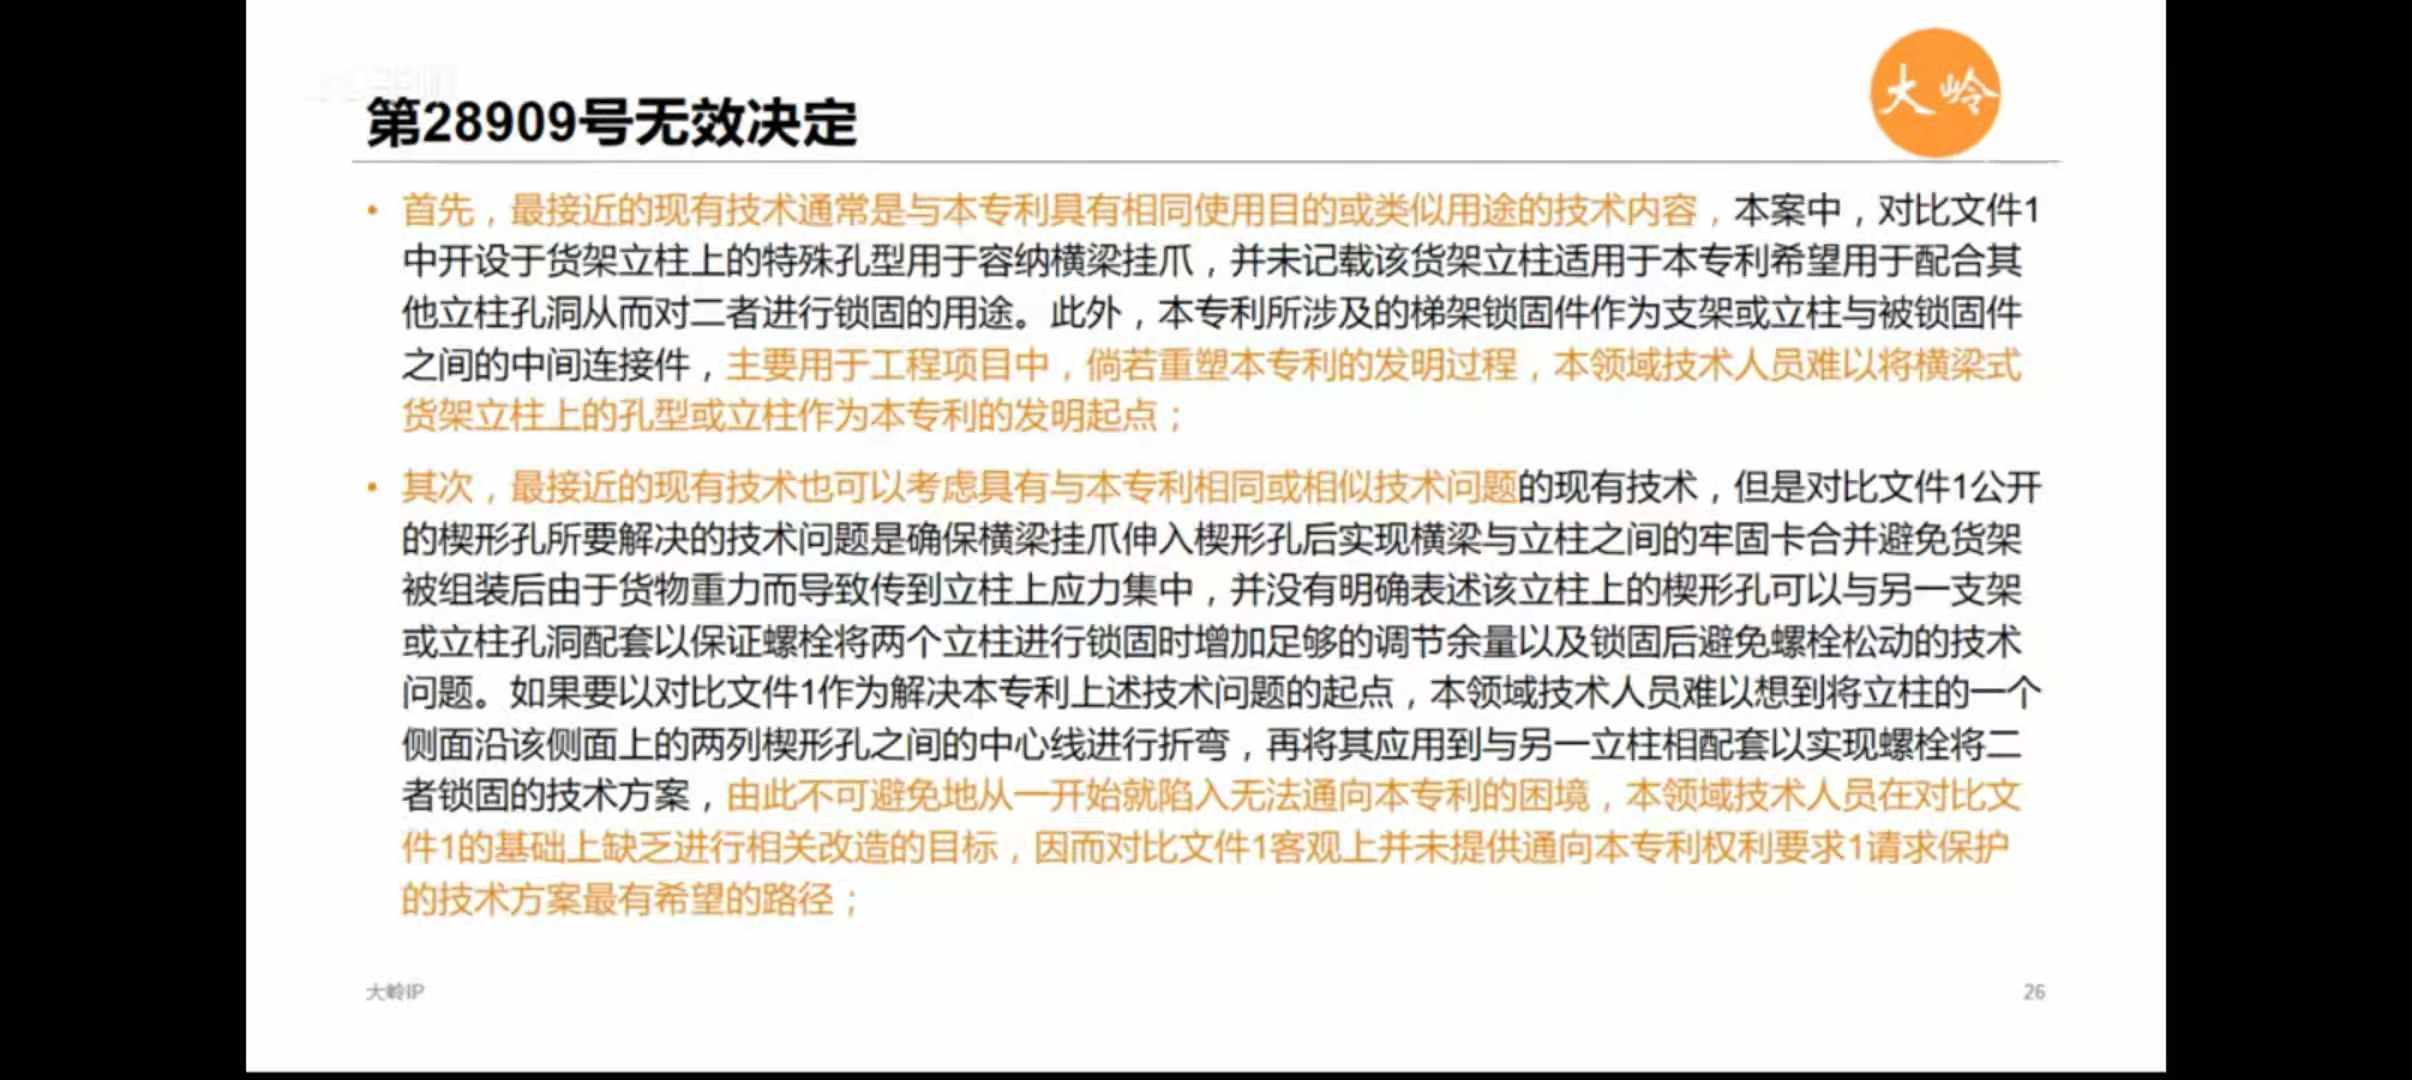 大岭
第28909号无效决定
• 首先，最接近的现有技术通常是与本专利具有相同使用目的或类似用途的技术内容，本案中，对比文件1
中开设于货架立柱上的特殊孔型用于容纳横梁挂爪，并未记载该货架立柱适用于本专利希望用于配合其
他立柱孔洞从而对二者进行锁固的用途。此外，本专利所涉及的梯架锁固件作为支架或立柱与被锁固件
之间的中间连接件，主要用于工程项目中，倘若重塑本专利的发明过程，本领域技术人员难以将横梁式
货架立柱上的孔型或立柱作为本专利的发明起点；
• 其次，最接近的现有技术也可以考虑具有与本专利相同或相似技术问题的现有技术，但是对比文件1公开
的楔形孔所要解决的技术问题是确保横梁挂爪伸入楔形孔后实现横梁与立柱之间的牢固卡合并避免货架
被组装后由于货物重力而导致传到立柱上应力集中，并没有明确表述该立柱上的楔形孔可以与另一支架
或立柱孔洞配套以保证螺栓将两个立柱进行锁固时增加足够的调节余量以及锁固后避免螺栓松动的技术
问题。如果要以对比文件1作为解决本专利上述技术问题的起点，本领域技术人员难以想到将立柱的一个
侧面沿该侧面上的两列楔形孔之间的中心线进行折弯，再将其应用到与另一立柱相配套以实现螺栓将二
者锁固的技术方案，由此不可避免地从一开始就陷入无法通向本专利的困境，本领域技术人员在对比文
件1的基础上缺乏进行相关改造的目标，因而对比文件1客观上并未提供通向本专利权利要求1请求保护
的技术方案最有希望的路径；
大岭IP
26